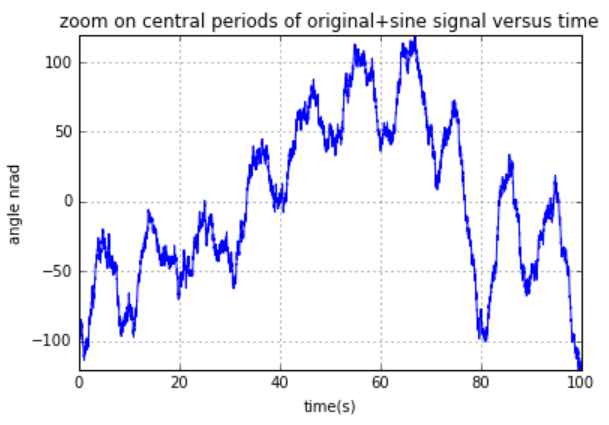 zoom on central periods of original+sine signal versus time
100
50
0
−50
−100
angle nrad
0 20 40 60 80 100
time(s)